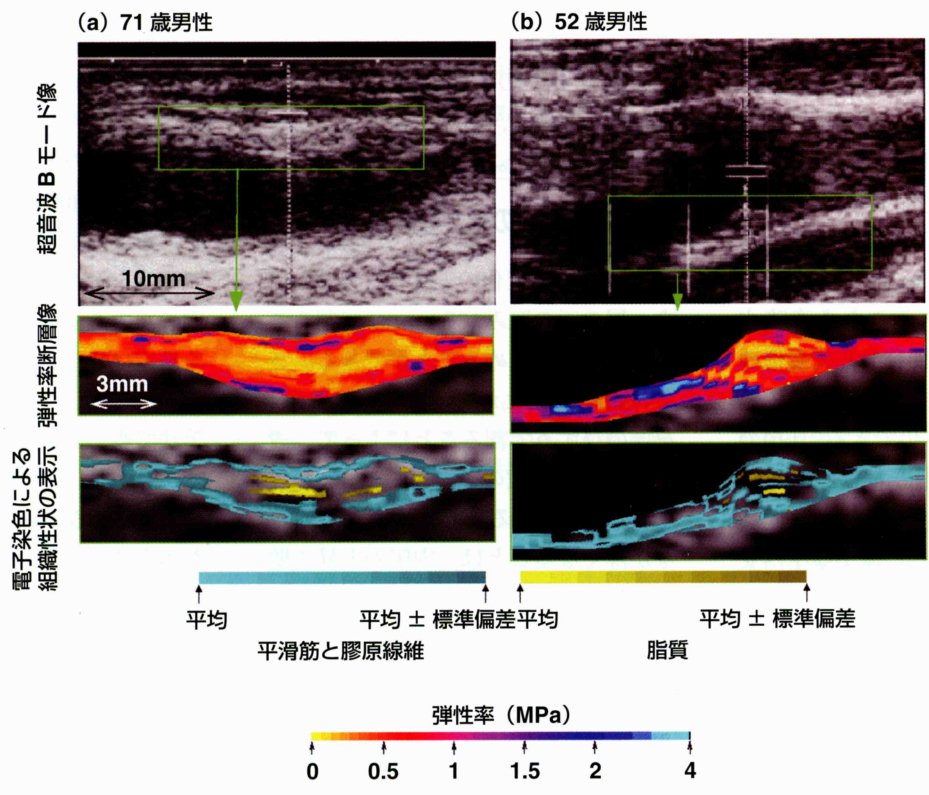 (a) 71 歳男性
(b) 52 歳男性
超音波 B モード像
10mm
弾性率断層像
3mm
電子染色による
組織性状の表示
平均
平均 ± 標準偏差
平均
平均 ± 標準偏差
平滑筋と膠原線維
脂質
弾性率（MPa）
0
0.5
1
1.5
2
4